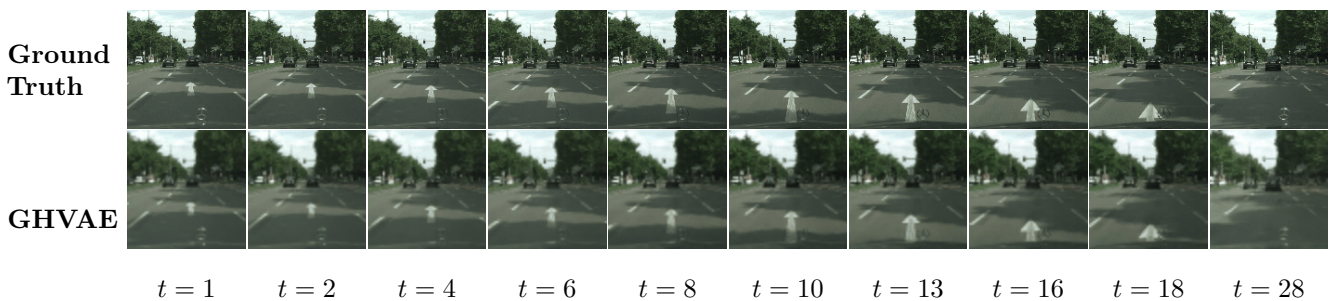 Ground
Truth
GHVAE
t = 1 t = 2 t = 4 t = 6 t = 8 t = 10 t = 13 t = 16 t = 18 t = 28